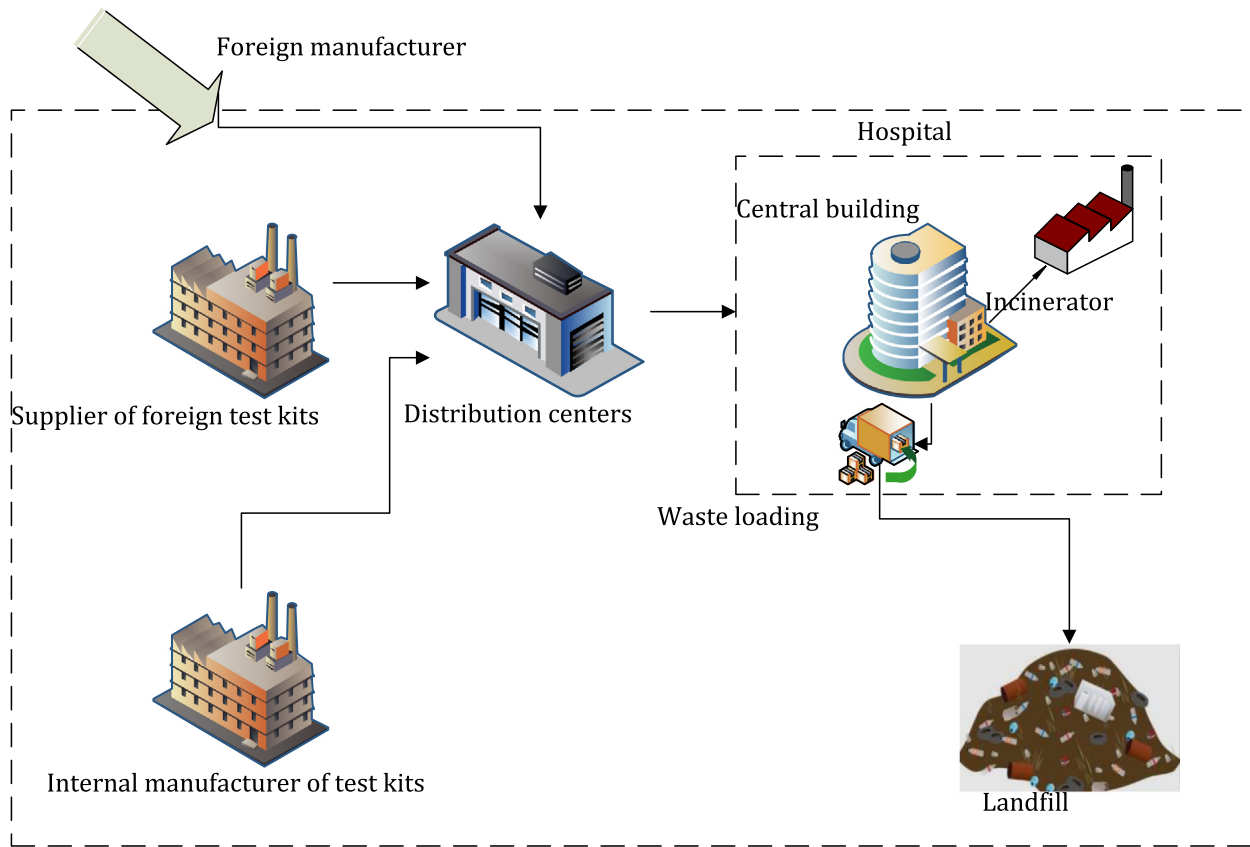 Foreign manufacturer
Hospital
Central building
Incinerator
Supplier of foreign test kits
Distribution centers
Waste loading
Internal manufacturer of test kits
Landfill